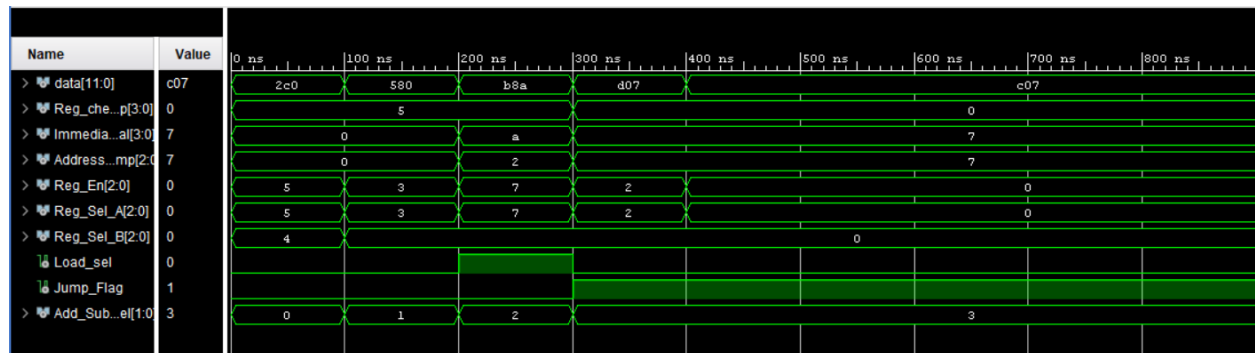 Name Value 0 ns 100 ns 200 ns 300 ns 400 ns 500 ns 600 ns 700 ns 800 ns
data[11:0] c07 2c0 580 b8a d07 c07
Reg_che...p[3:0] 0 5 0
Immedia...al[3:0] 7 0 a 7
Address...mp[2:0 7 0 2 7
Reg_En[2:0] 0 5 3 7 2 0
Reg_Sel_A[2:0] 0 5 3 7 2 0
Reg_Sel_B[2:0] 0 4 0
Load_sel 0
Jump_Flag 1
Add_Sub...el[1:0 3 0 1 2 3